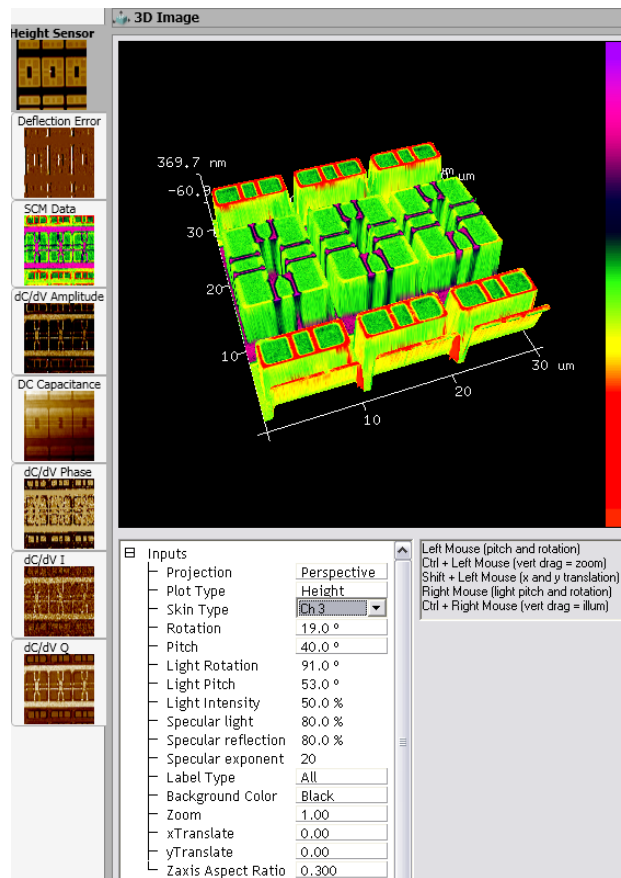 3D Image
Height Sensor
Deflection Error
SCM Data
dC/dV Amplitude
DC Capacitance
dC/dV Phase
dC/dV I
dC/dV Q
369.7 nm
30
20
10
10
20
30 um
Inputs
Projection Perspective
Plot Type Height
Skin Type Ch 3
Rotation 19.0 º
Pitch 40.0 º
Light Rotation 91.0 º
Light Pitch 53.0 º
Light Intensity 50.0 %
Specular light 80.0 %
Specular reflection 80.0 %
Specular exponent 20
Label Type All
Background Color Black
Zoom 1.00
xTranslate 0.00
yTranslate 0.00
Zaxis Aspect Ratio 0.300
Left Mouse (pitch and rotation)
Ctrl + Left Mouse (vert drag = zoom)
Shift + Left Mouse (x and y translation)
Right Mouse (light pitch and rotation)
Ctrl + Right Mouse (vert drag = illum)